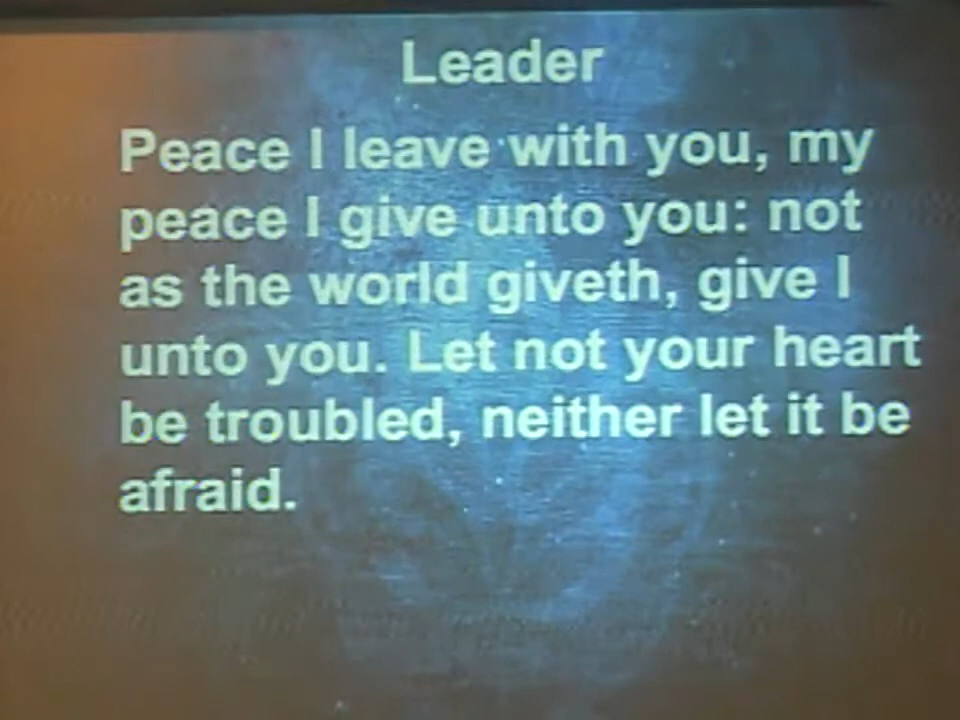 Leader
Peace I leave with you, my
peace I give unto you: not
as the world giveth, give I
unto you. Let not your heart
be troubled, neither let it be
afraid.